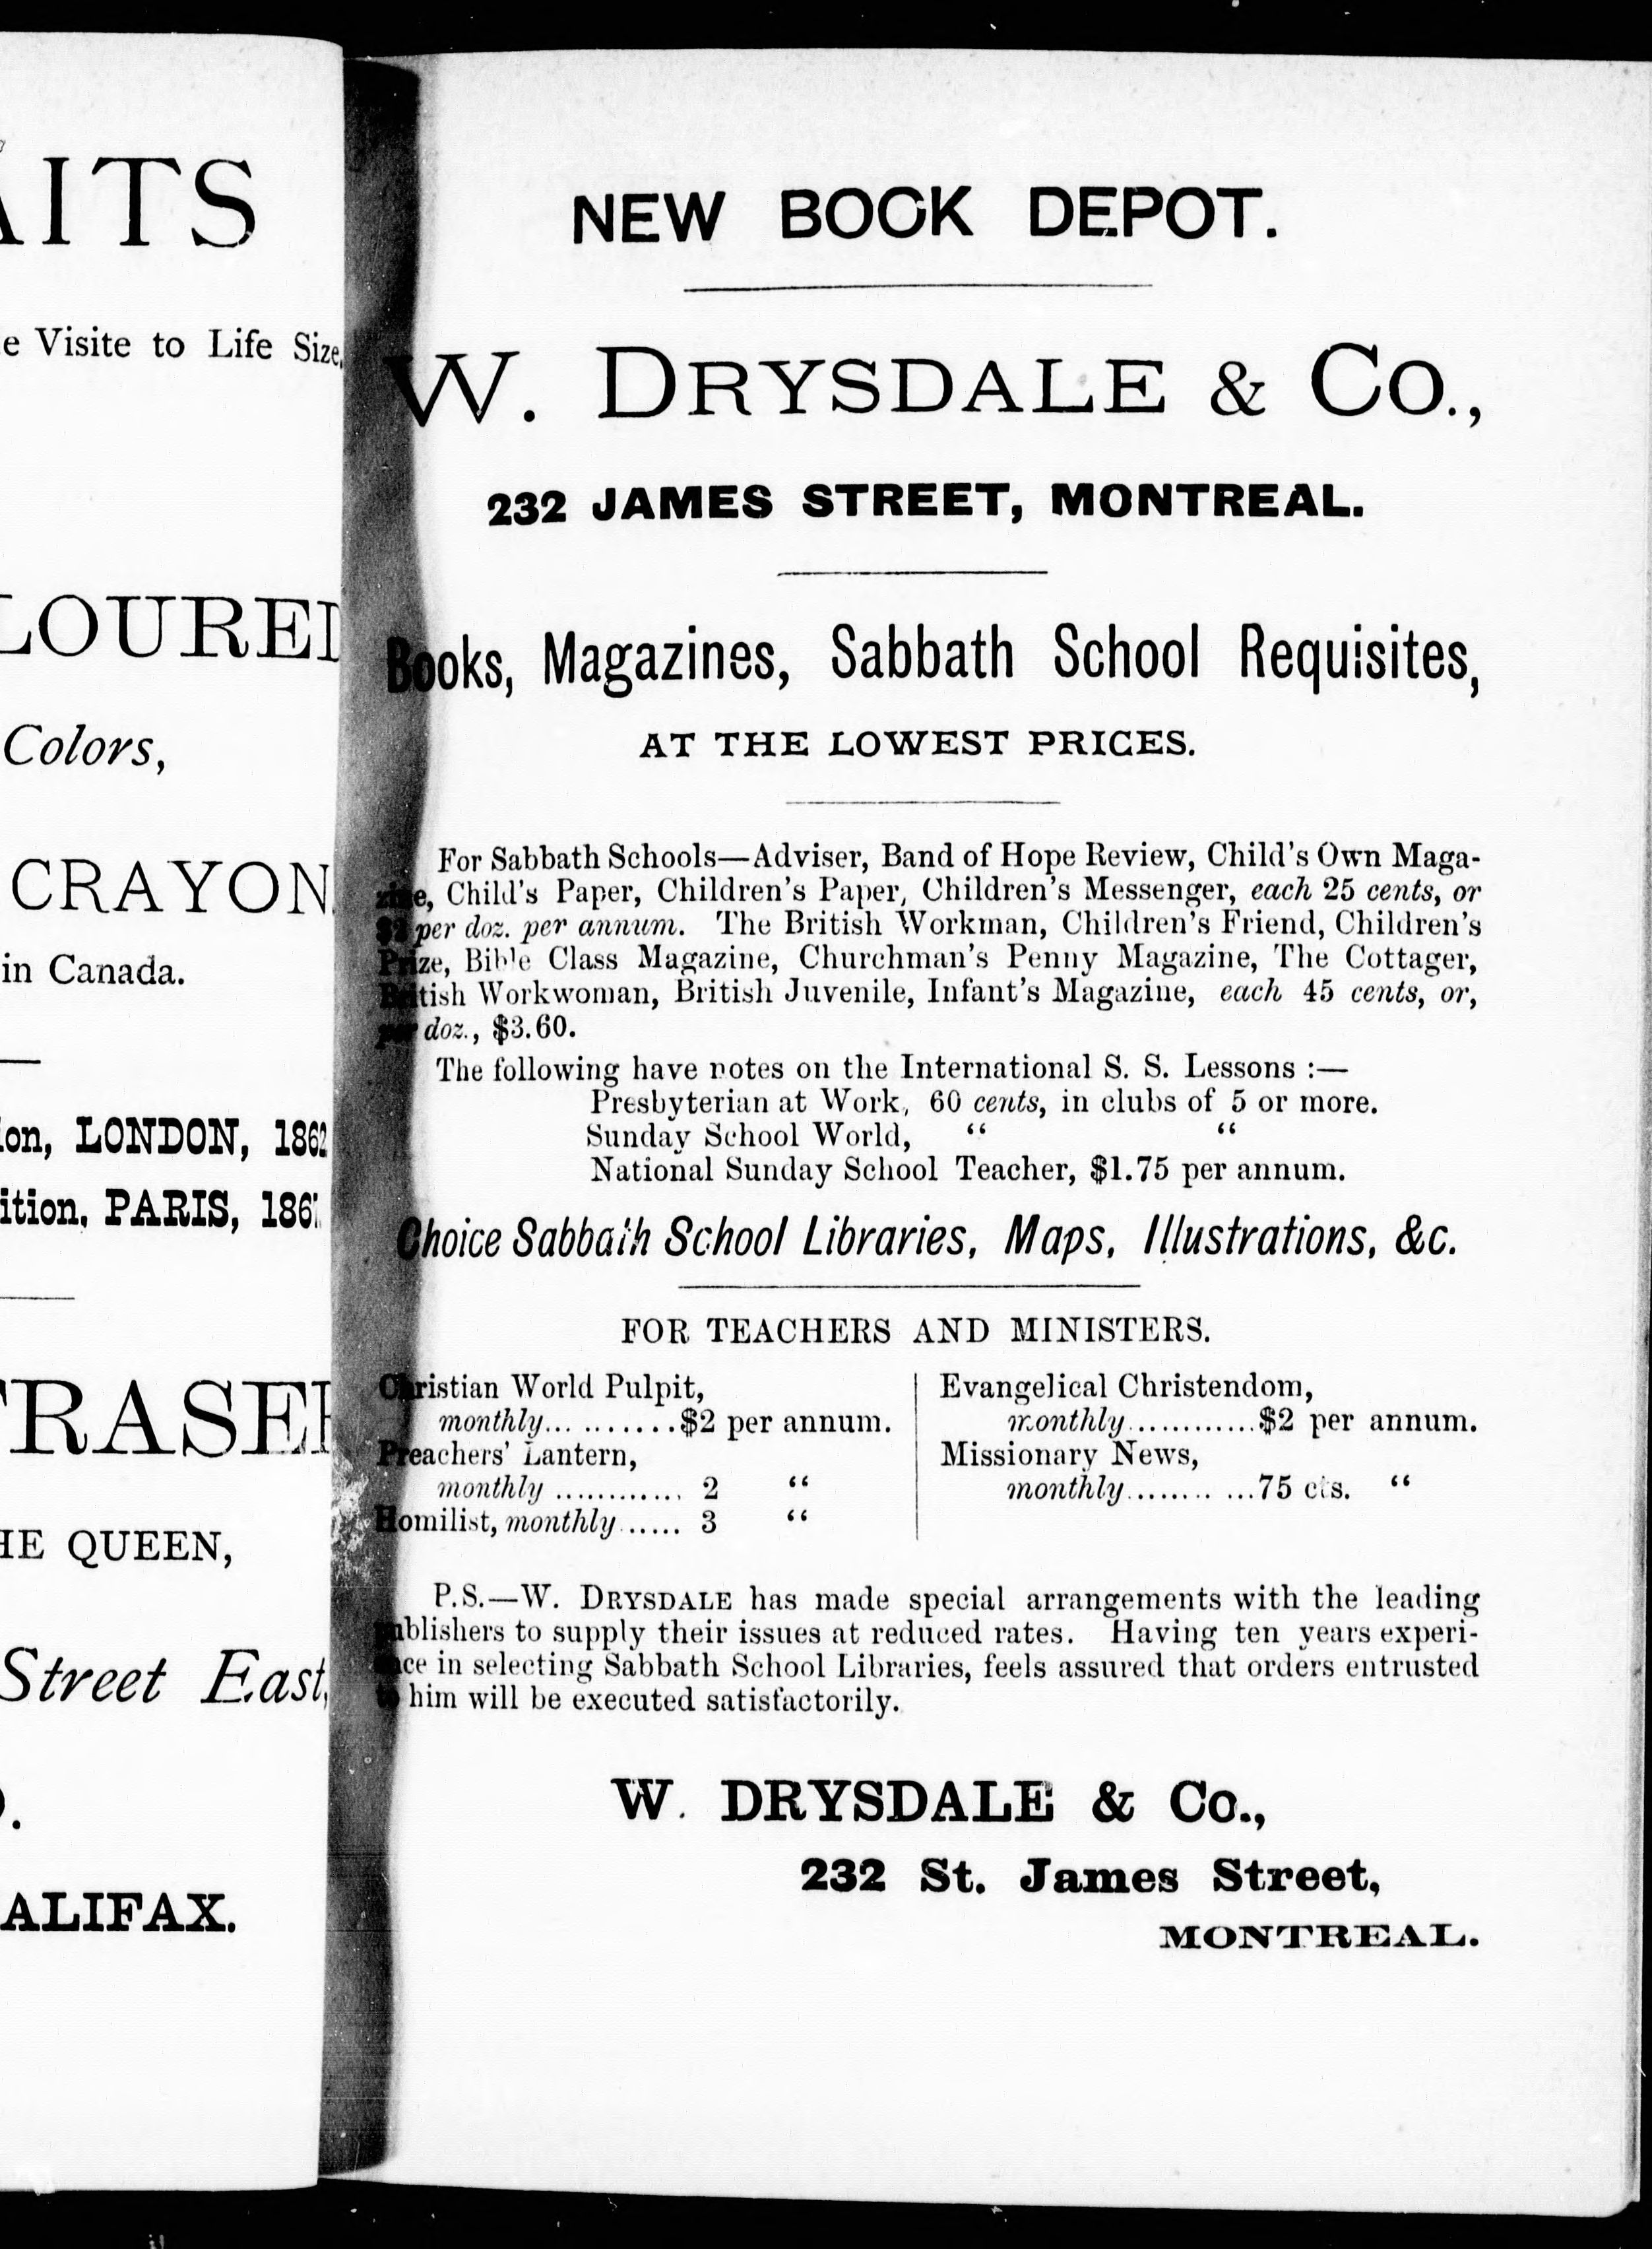 AITS
e Visite to Life Size,
LOURED
Colors,
CRAYON
in Canada.
ion, LONDON, 1862
ition, PARIS, 1867
FRASER
HE QUEEN,
Street East,
ALIFAX.
NEW BOOK DEPOT.
W. DRYSDALE & Co.,
232 JAMES STREET, MONTREAL.
Books, Magazines, Sabbath School Requisites,
AT THE LOWEST PRICES.
For Sabbath Schools—Adviser, Band of Hope Review, Child's Own Maga-
zine, Child's Paper, Children's Paper, Children's Messenger, each 25 cents, or
$2 per doz. per annum. The British Workman, Children's Friend, Children's
Prize, Bible Class Magazine, Churchman's Penny Magazine, The Cottager,
British Workwoman, British Juvenile, Infant's Magazine, each 45 cents, or,
per doz., $3.60.
The following have notes on the International S. S. Lessons :—
Presbyterian at Work, 60 cents, in clubs of 5 or more.
Sunday School World, “ “
National Sunday School Teacher, $1.75 per annum.
Choice Sabbath School Libraries, Maps, Illustrations, &c.
FOR TEACHERS AND MINISTERS.
Christian World Pulpit,
monthly..........$2 per annum.
Preachers' Lantern,
monthly ............ 2 “
Homilist, monthly...... 3 “
Evangelical Christendom,
monthly............$2 per annum.
Missionary News,
monthly...........75 cts. “
P.S.—W. DRYSDALE has made special arrangements with the leading
publishers to supply their issues at reduced rates. Having ten years experi-
ence in selecting Sabbath School Libraries, feels assured that orders entrusted
to him will be executed satisfactorily.
W. DRYSDALE & Co.,
232 St. James Street,
MONTREAL.